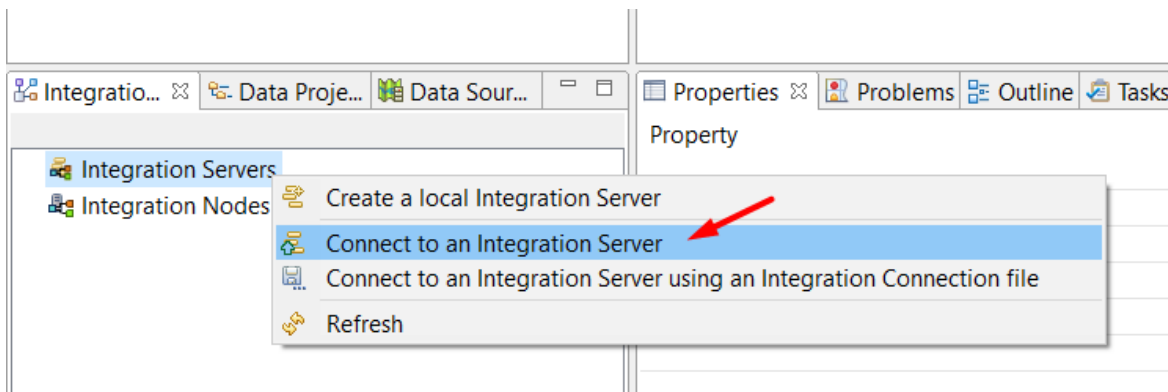 Integratio...
Data Proje...
Data Sour...
Properties
Problems
Outline
Tasks
Property
Integration Servers
Integration Nodes
Create a local Integration Server
Connect to an Integration Server
Connect to an Integration Server using an Integration Connection file
Refresh